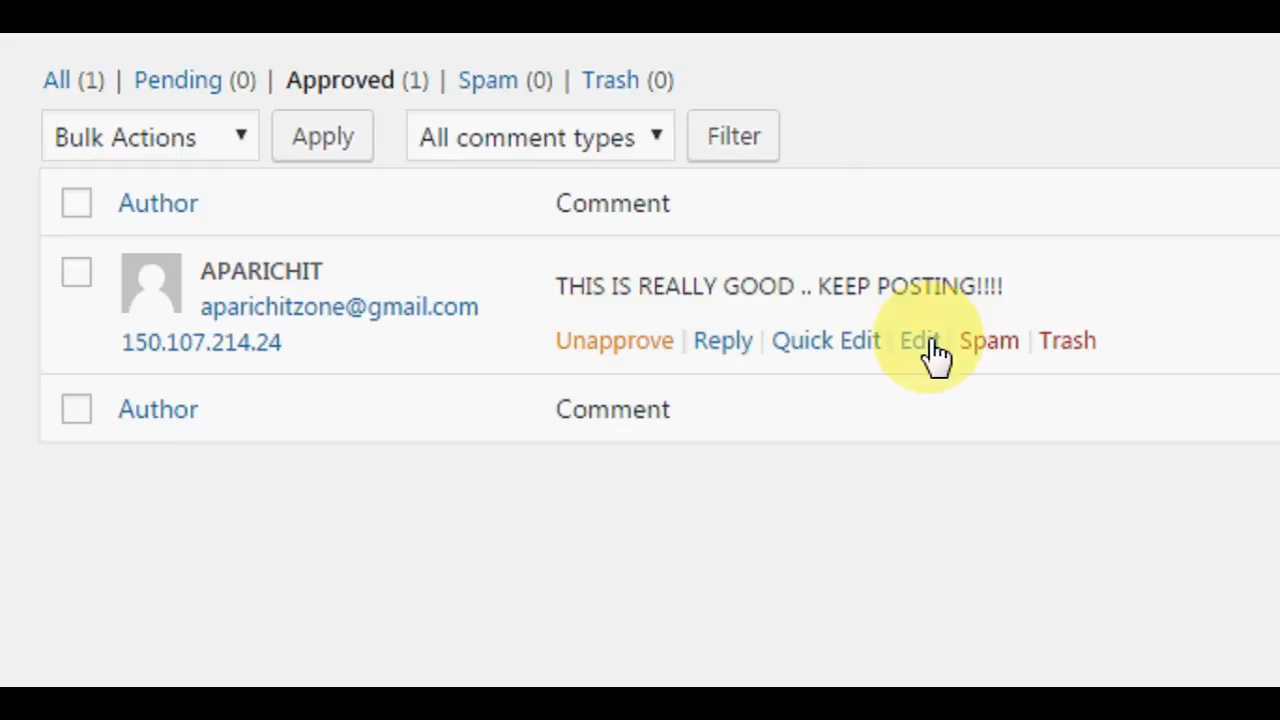 All (1) | Pending (0) | Approved (1) | Spam (0) | Trash (0)
Bulk Actions Apply All comment types Filter
Author Comment
APARICHIT
THIS IS REALLY GOOD .. KEEP POSTING!!!!
aparichitzone@gmail.com
150.107.214.24
Unapprove | Reply | Quick Edit | Edit | Spam | Trash
Author Comment